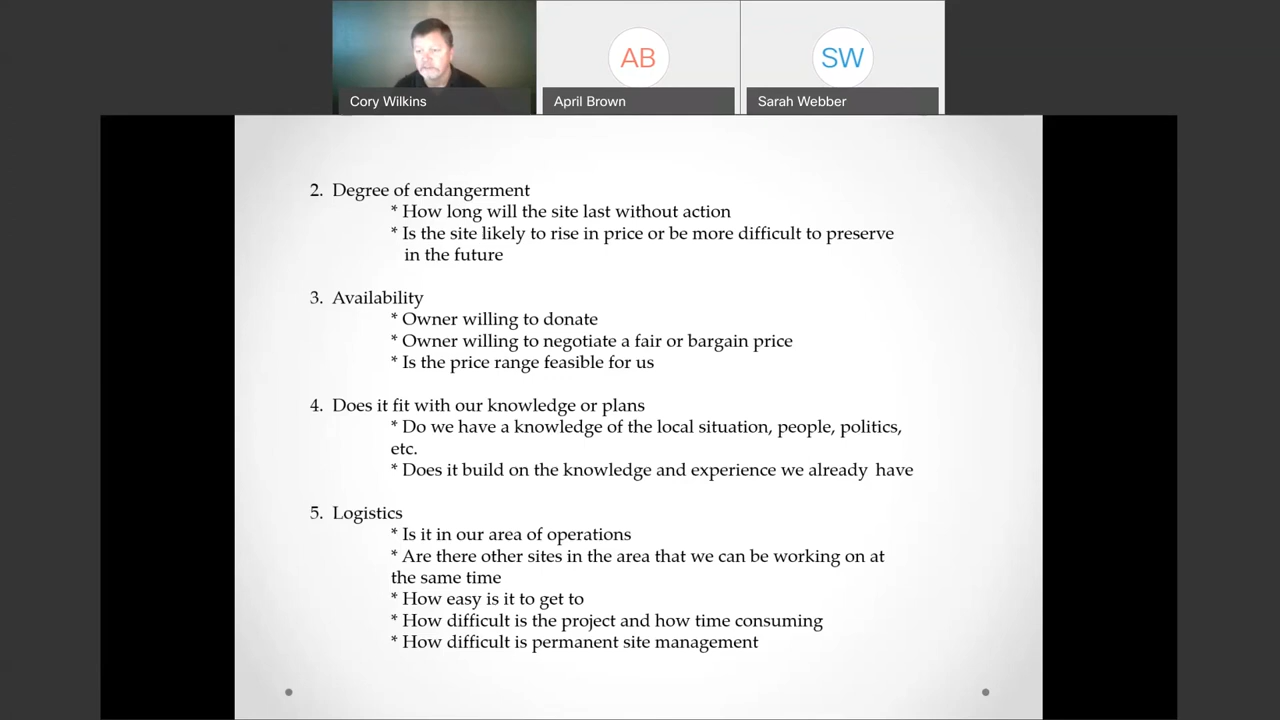 AB
SW
Cory Wilkins
April Brown
Sarah Webber
2. Degree of endangerment
* How long will the site last without action
* Is the site likely to rise in price or be more difficult to preserve
in the future
3. Availability
* Owner willing to donate
* Owner willing to negotiate a fair or bargain price
* Is the price range feasible for us
4. Does it fit with our knowledge or plans
* Do we have a knowledge of the local situation, people, politics,
etc.
* Does it build on the knowledge and experience we already have
5. Logistics
* Is it in our area of operations
* Are there other sites in the area that we can be working on at
the same time
* How easy is it to get to
* How difficult is the project and how time consuming
* How difficult is permanent site management